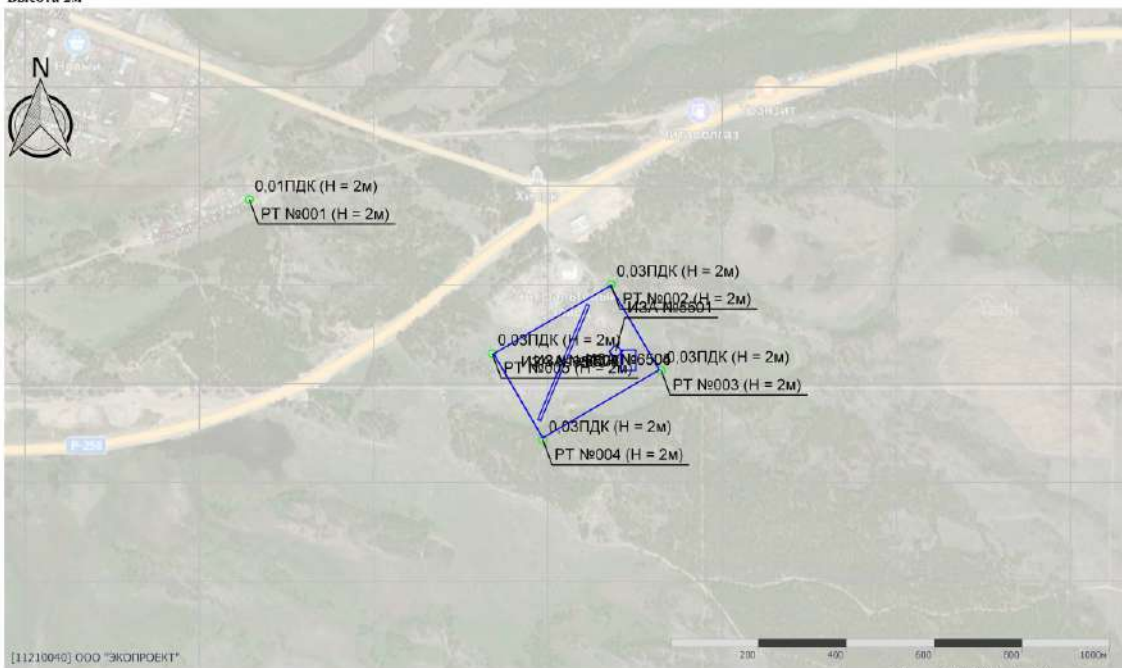 Высота 2м
N
0,01ПДК (H = 2м)
РТ №001 (H = 2м)
0,03ПДК (H = 2м)
РТ №002 (H = 2м)
ИЗА №5501
0,03ПДК (H = 2м)
РТ №005 (H = 2м)
0,03ПДК (H = 2м)
РТ №003 (H = 2м)
0,03ПДК (H = 2м)
РТ №004 (H = 2м)
Р-258
[11210040] ООО "ЭКОПРОЕКТ"
200 400 600 800 1000м